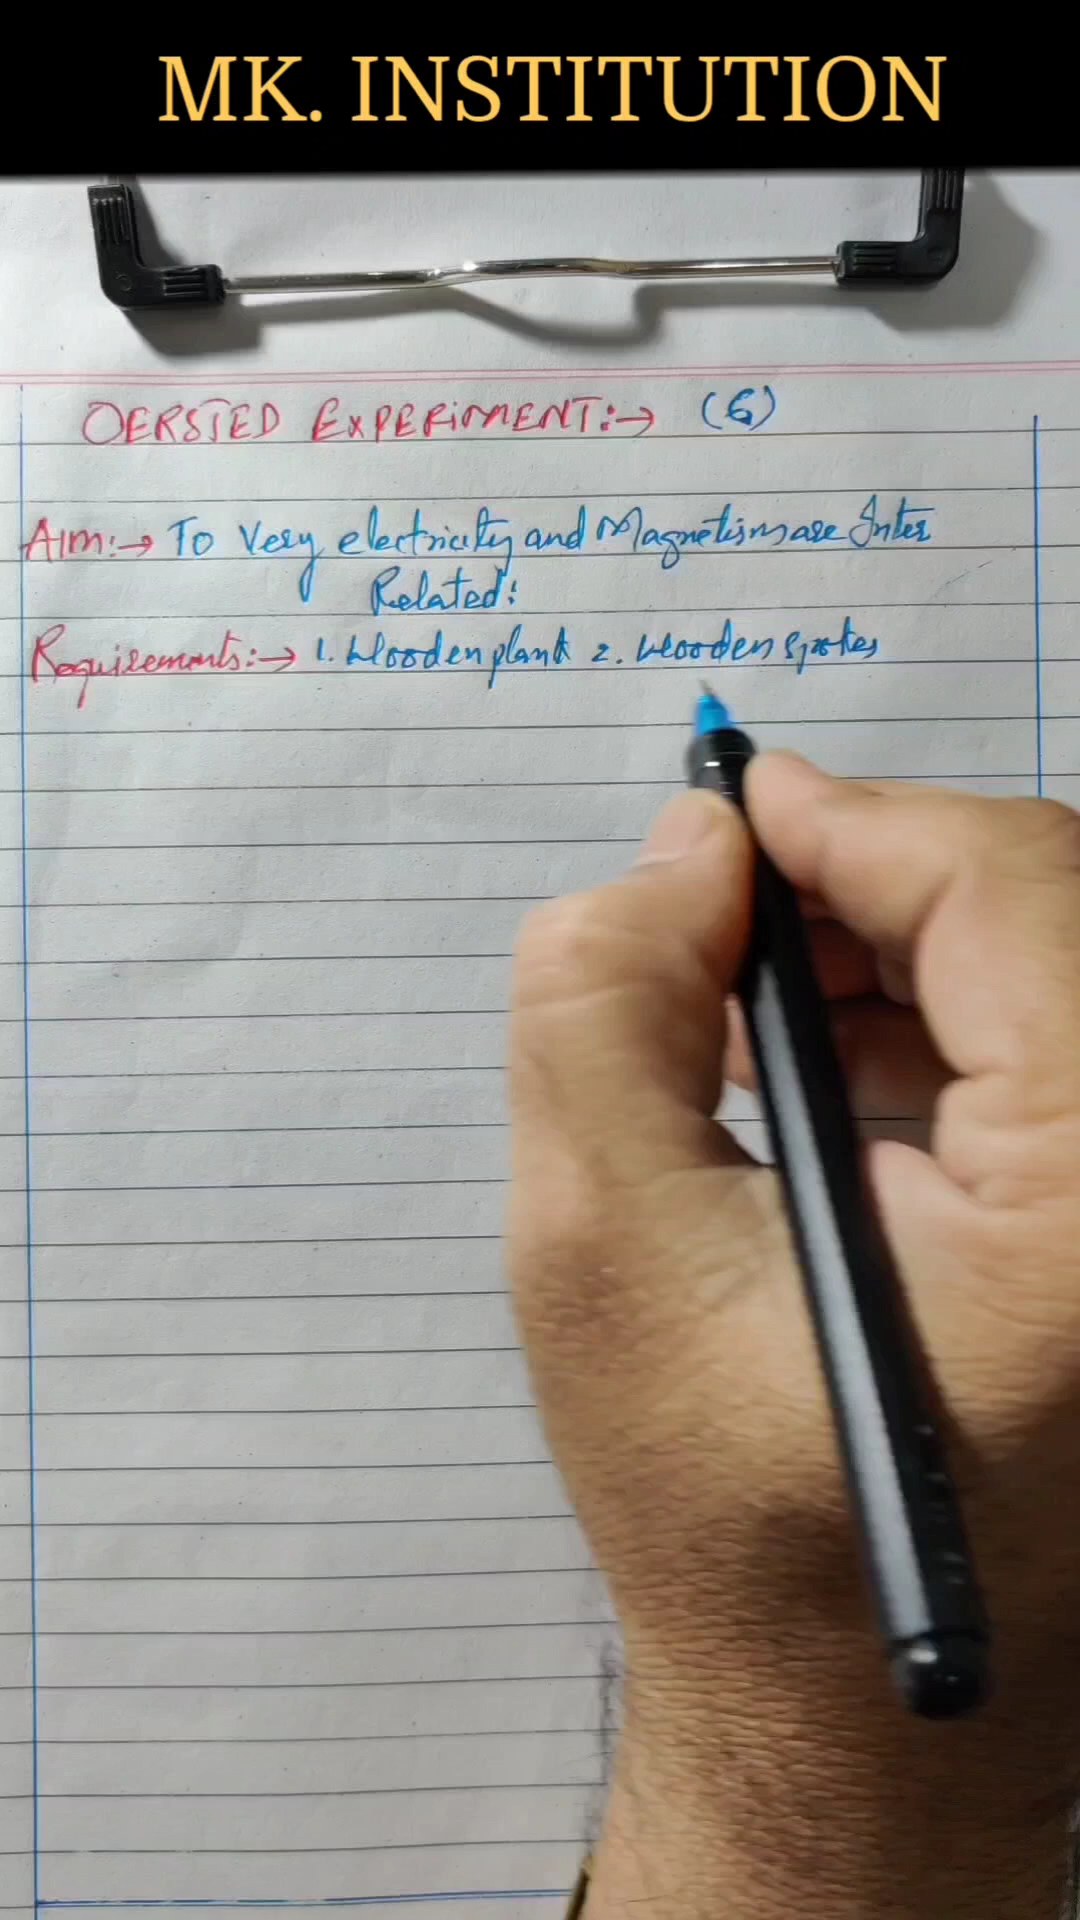 MK. INSTITUTION
OERSTED EXPERIMENT:→ (6)
AIM:→ To Very electricity and Magnetism are Inter
Related:
Requirements:→ 1. Wooden plank 2. Wooden spokes